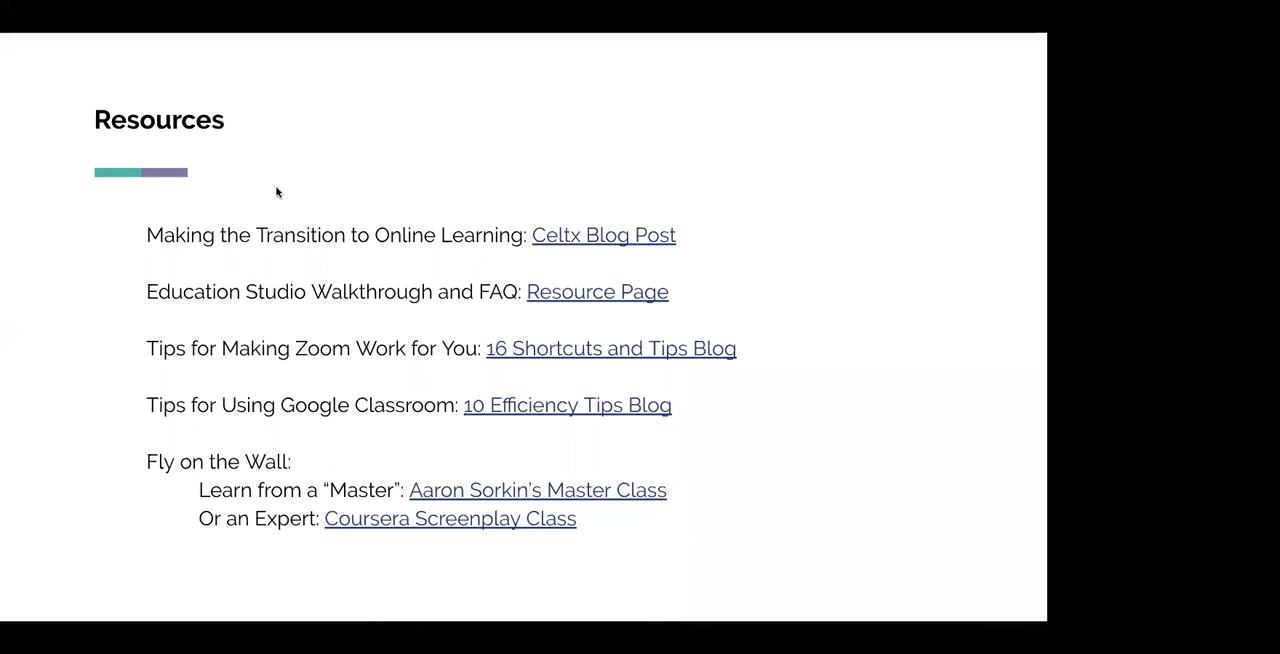 Resources
Making the Transition to Online Learning: Celtx Blog Post
Education Studio Walkthrough and FAQ: Resource Page
Tips for Making Zoom Work for You: 16 Shortcuts and Tips Blog
Tips for Using Google Classroom: 10 Efficiency Tips Blog
Fly on the Wall:
Learn from a “Master”: Aaron Sorkin’s Master Class
Or an Expert: Coursera Screenplay Class